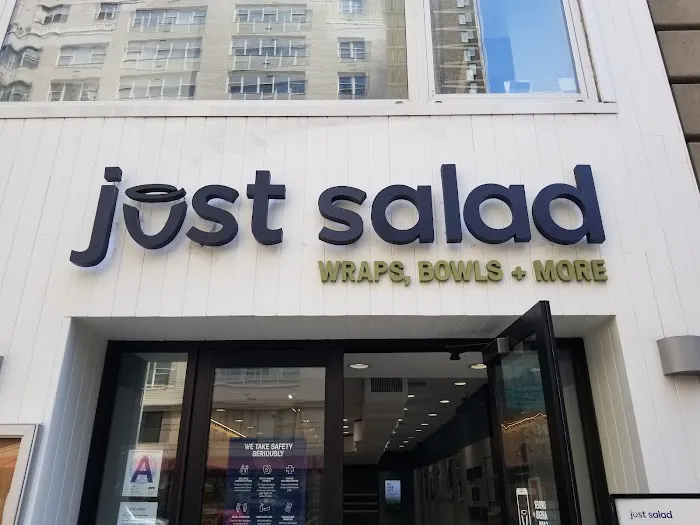 just salad
WRAPS, BOWLS + MORE
WE TAKE SAFETY
SERIOUSLY
A
just salad